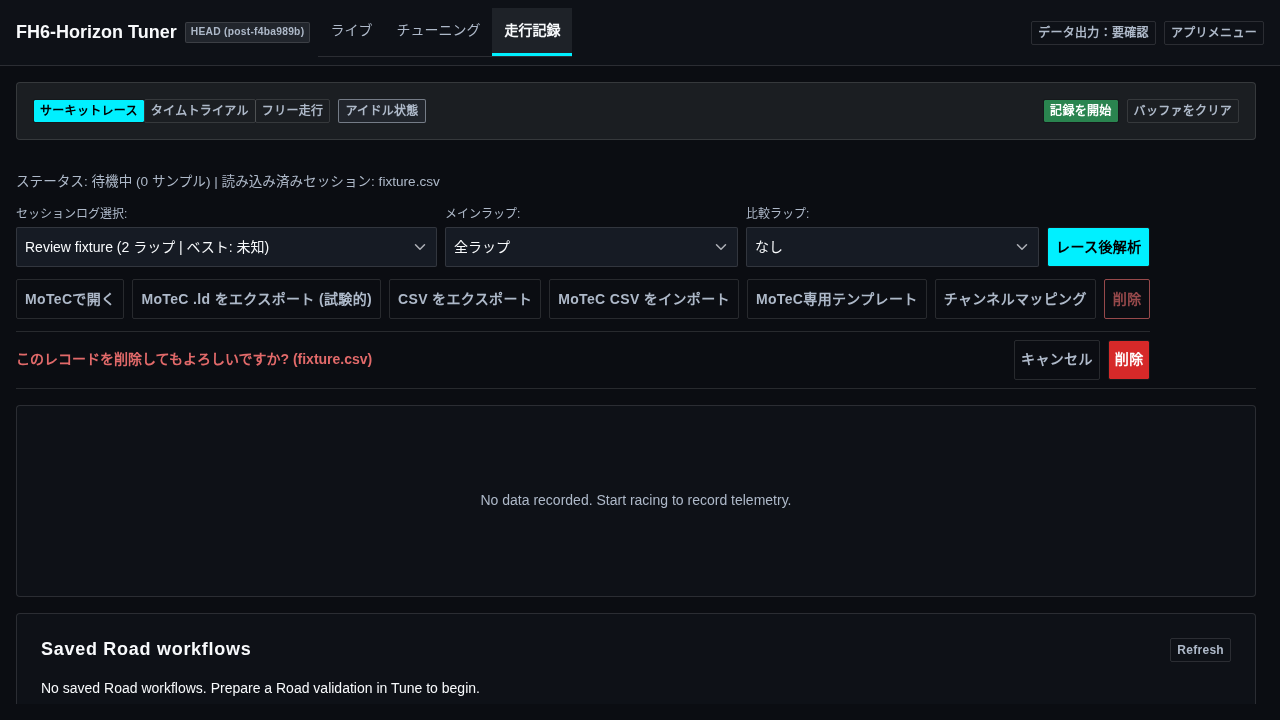 FH6-Horizon Tuner HEAD (post-f4ba989b) ライブ チューニング 走行記録 データ出力：要確認 アプリメニュー
サーキットレース タイムトライアル フリー走行 アイドル状態 記録を開始 バッファをクリア
ステータス: 待機中 (0 サンプル) | 読み込み済みセッション: fixture.csv
セッションログ選択: メインラップ: 比較ラップ:
Review fixture (2 ラップ | ベスト: 未知) 全ラップ なし レース後解析
MoTeCで開く MoTeC .ld をエクスポート (試験的) CSV をエクスポート MoTeC CSV をインポート MoTeC専用テンプレート チャンネルマッピング 削除
このレコードを削除してもよろしいですか? (fixture.csv) キャンセル 削除
No data recorded. Start racing to record telemetry.
Saved Road workflows Refresh
No saved Road workflows. Prepare a Road validation in Tune to begin.